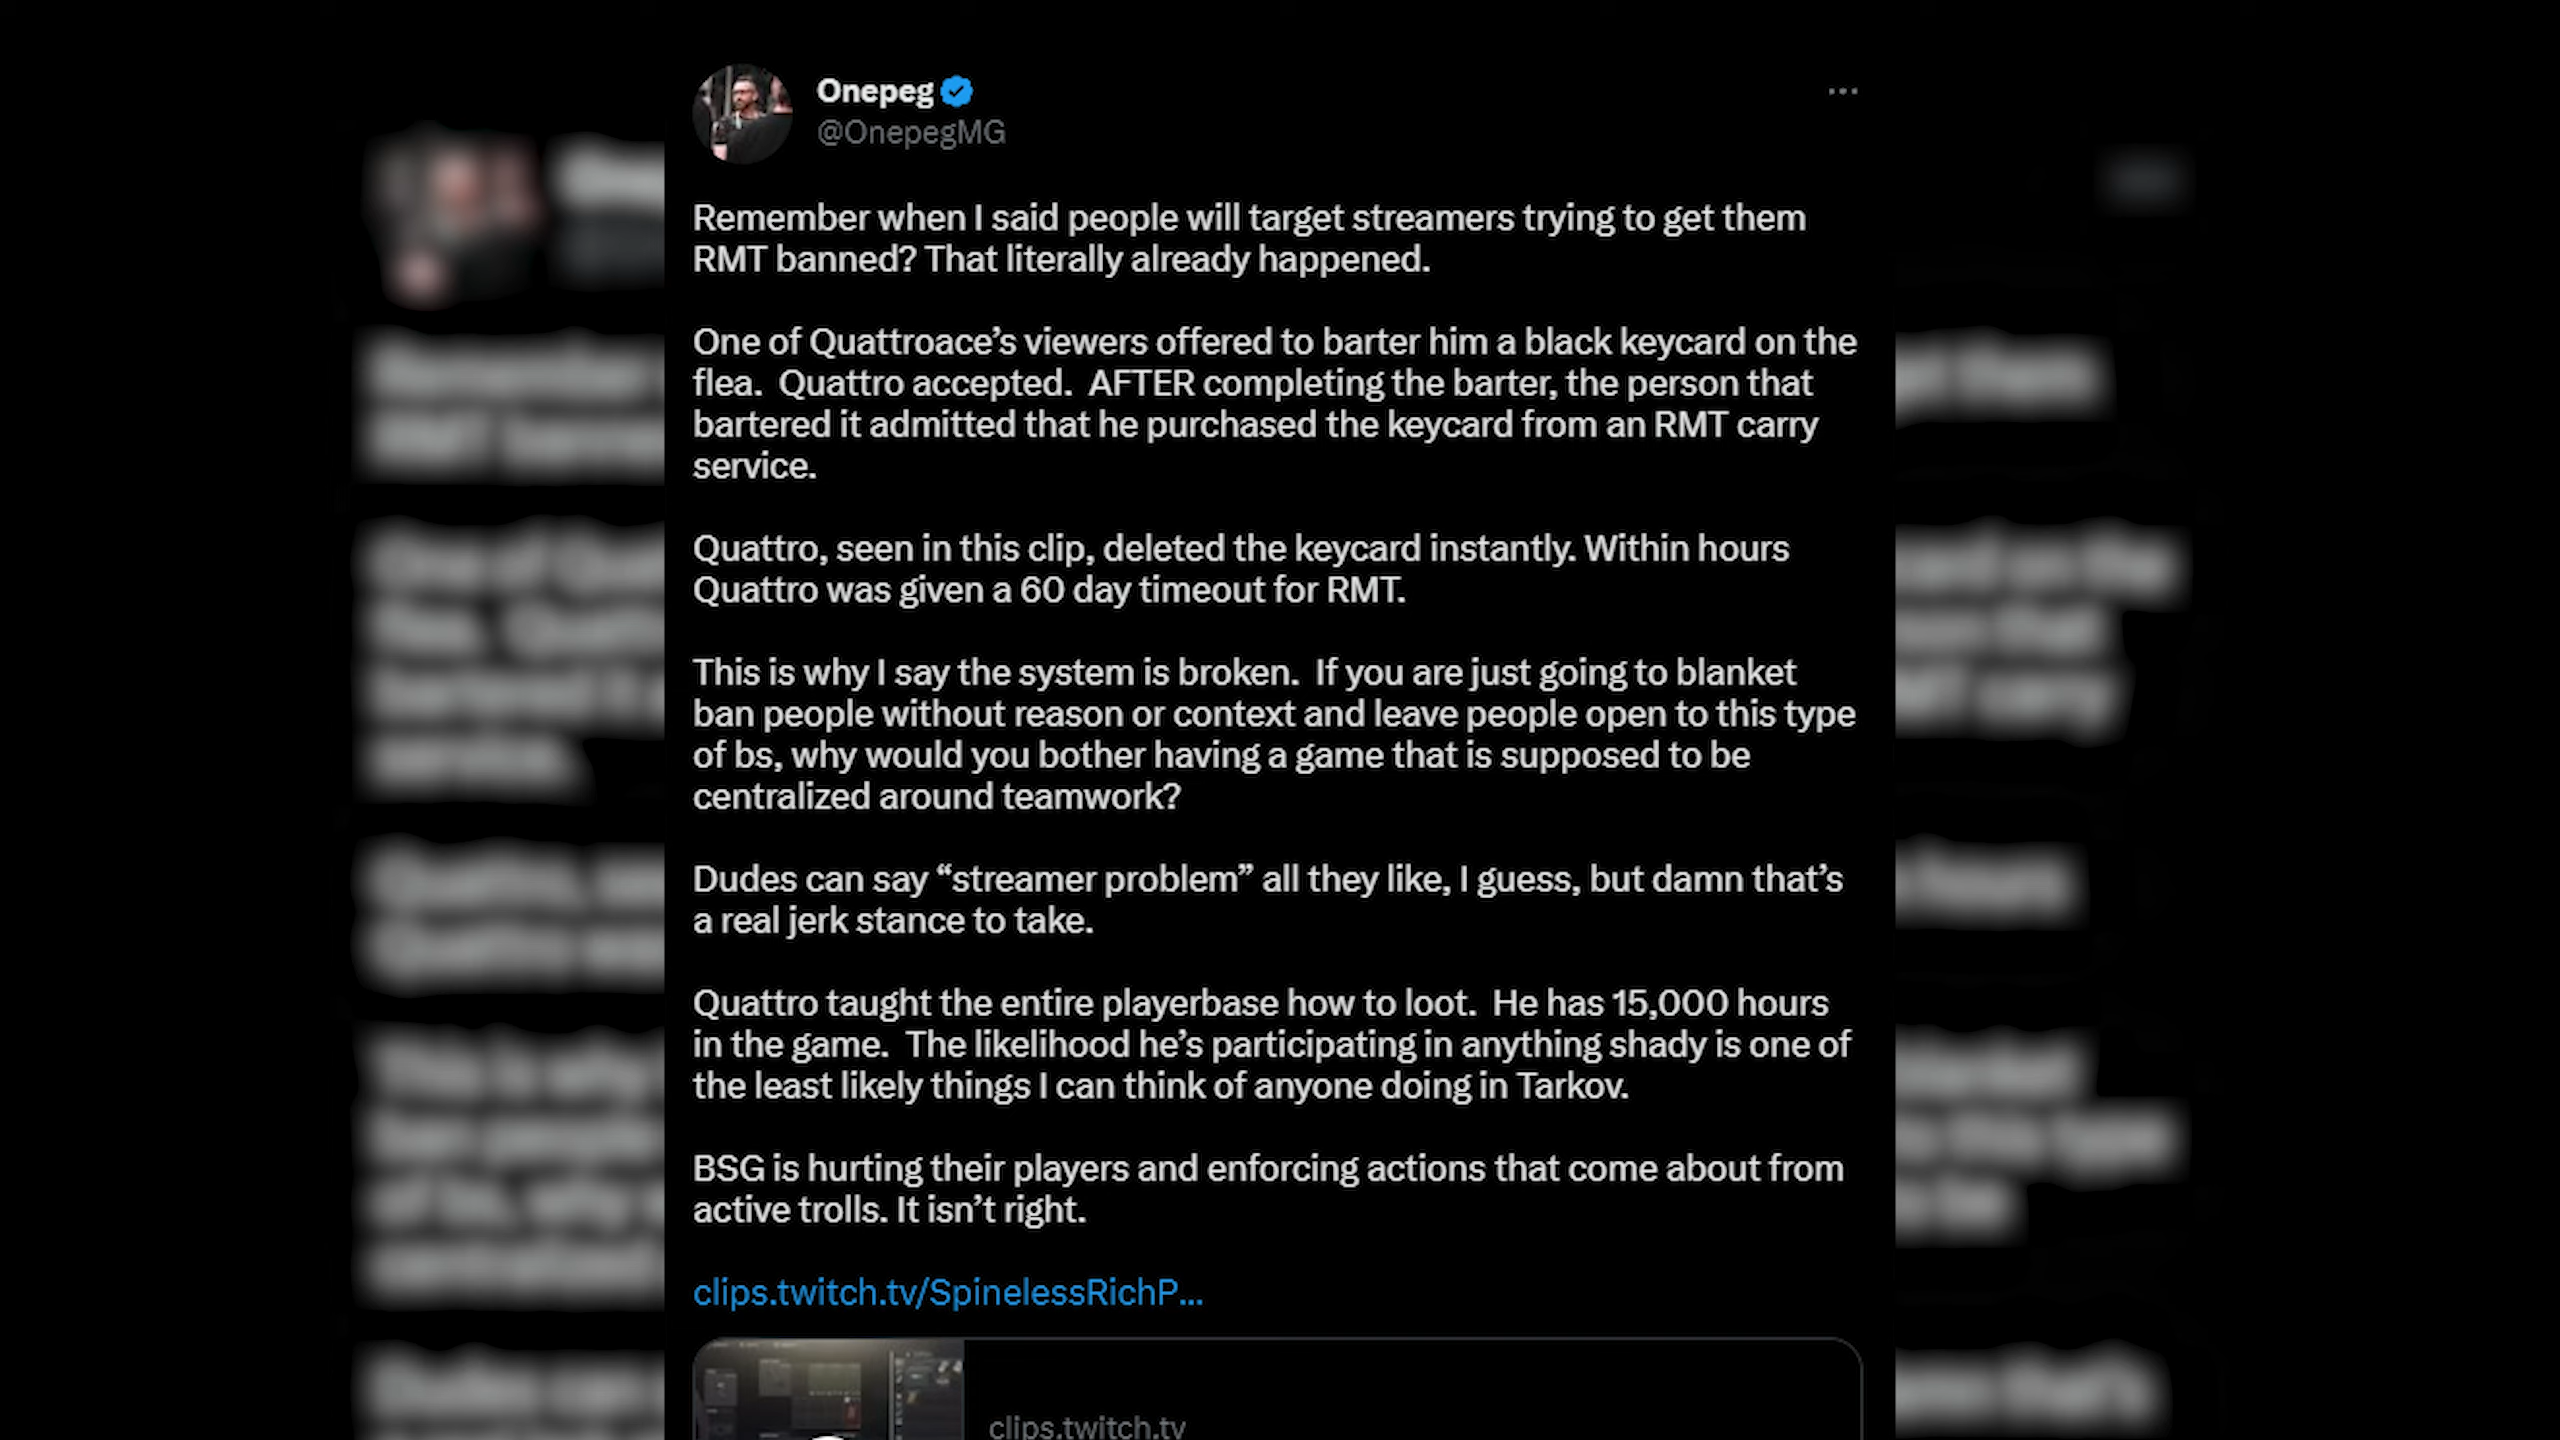 Onepeg
@OnepegMG
Remember when I said people will target streamers trying to get them
RMT banned? That literally already happened.
One of Quattroace’s viewers offered to barter him a black keycard on the
flea.  Quattro accepted.  AFTER completing the barter, the person that
bartered it admitted that he purchased the keycard from an RMT carry
service.
Quattro, seen in this clip, deleted the keycard instantly. Within hours
Quattro was given a 60 day timeout for RMT.
This is why I say the system is broken.  If you are just going to blanket
ban people without reason or context and leave people open to this type
of bs, why would you bother having a game that is supposed to be
centralized around teamwork?
Dudes can say “streamer problem” all they like, I guess, but damn that’s
a real jerk stance to take.
Quattro taught the entire playerbase how to loot.  He has 15,000 hours
in the game.  The likelihood he’s participating in anything shady is one of
the least likely things I can think of anyone doing in Tarkov.
BSG is hurting their players and enforcing actions that come about from
active trolls. It isn’t right.
clips.twitch.tv/SpinelessRichP...
clips.twitch.tv